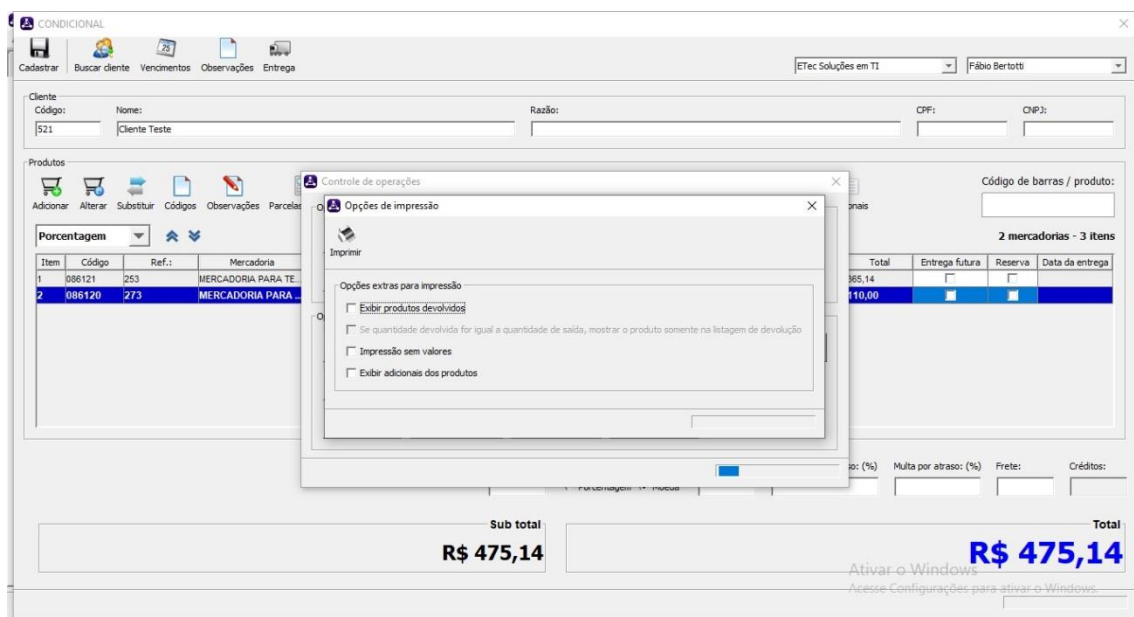 CONDICIONAL
Cadastrar Buscar cliente Vencimentos Observações Entrega
ETec Soluções em TI Fábio Bertotti
Cliente
Código: Nome: Razão: CPF: CNPJ:
521 Cliente Teste
Produtos
Controle de operações
Adicionar Alterar Substituir Códigos Observações Parcelas
Código de barras / produto:
Opções de impressão
Imprimir
Porcentagem
2 mercadorias - 3 itens
Item Código Ref.: Mercadoria Total Entrega futura Reserva Data da entrega
1 086121 253 MERCADORIA PARA TE... 365,14
2 086120 273 MERCADORIA PARA ... 110,00
Opções extras para impressão
Exibir produtos devolvidos
Se quantidade devolvida for igual a quantidade de saída, mostrar o produto somente na listagem de devolução
Impressão sem valores
Exibir adicionais dos produtos
(%) Multa por atraso: (%) Frete: Créditos:
Porcentagem Moeda
Sub total Total
R$ 475,14 R$ 475,14
Ativar o Windows
Acesse Configurações para ativar o Windows.